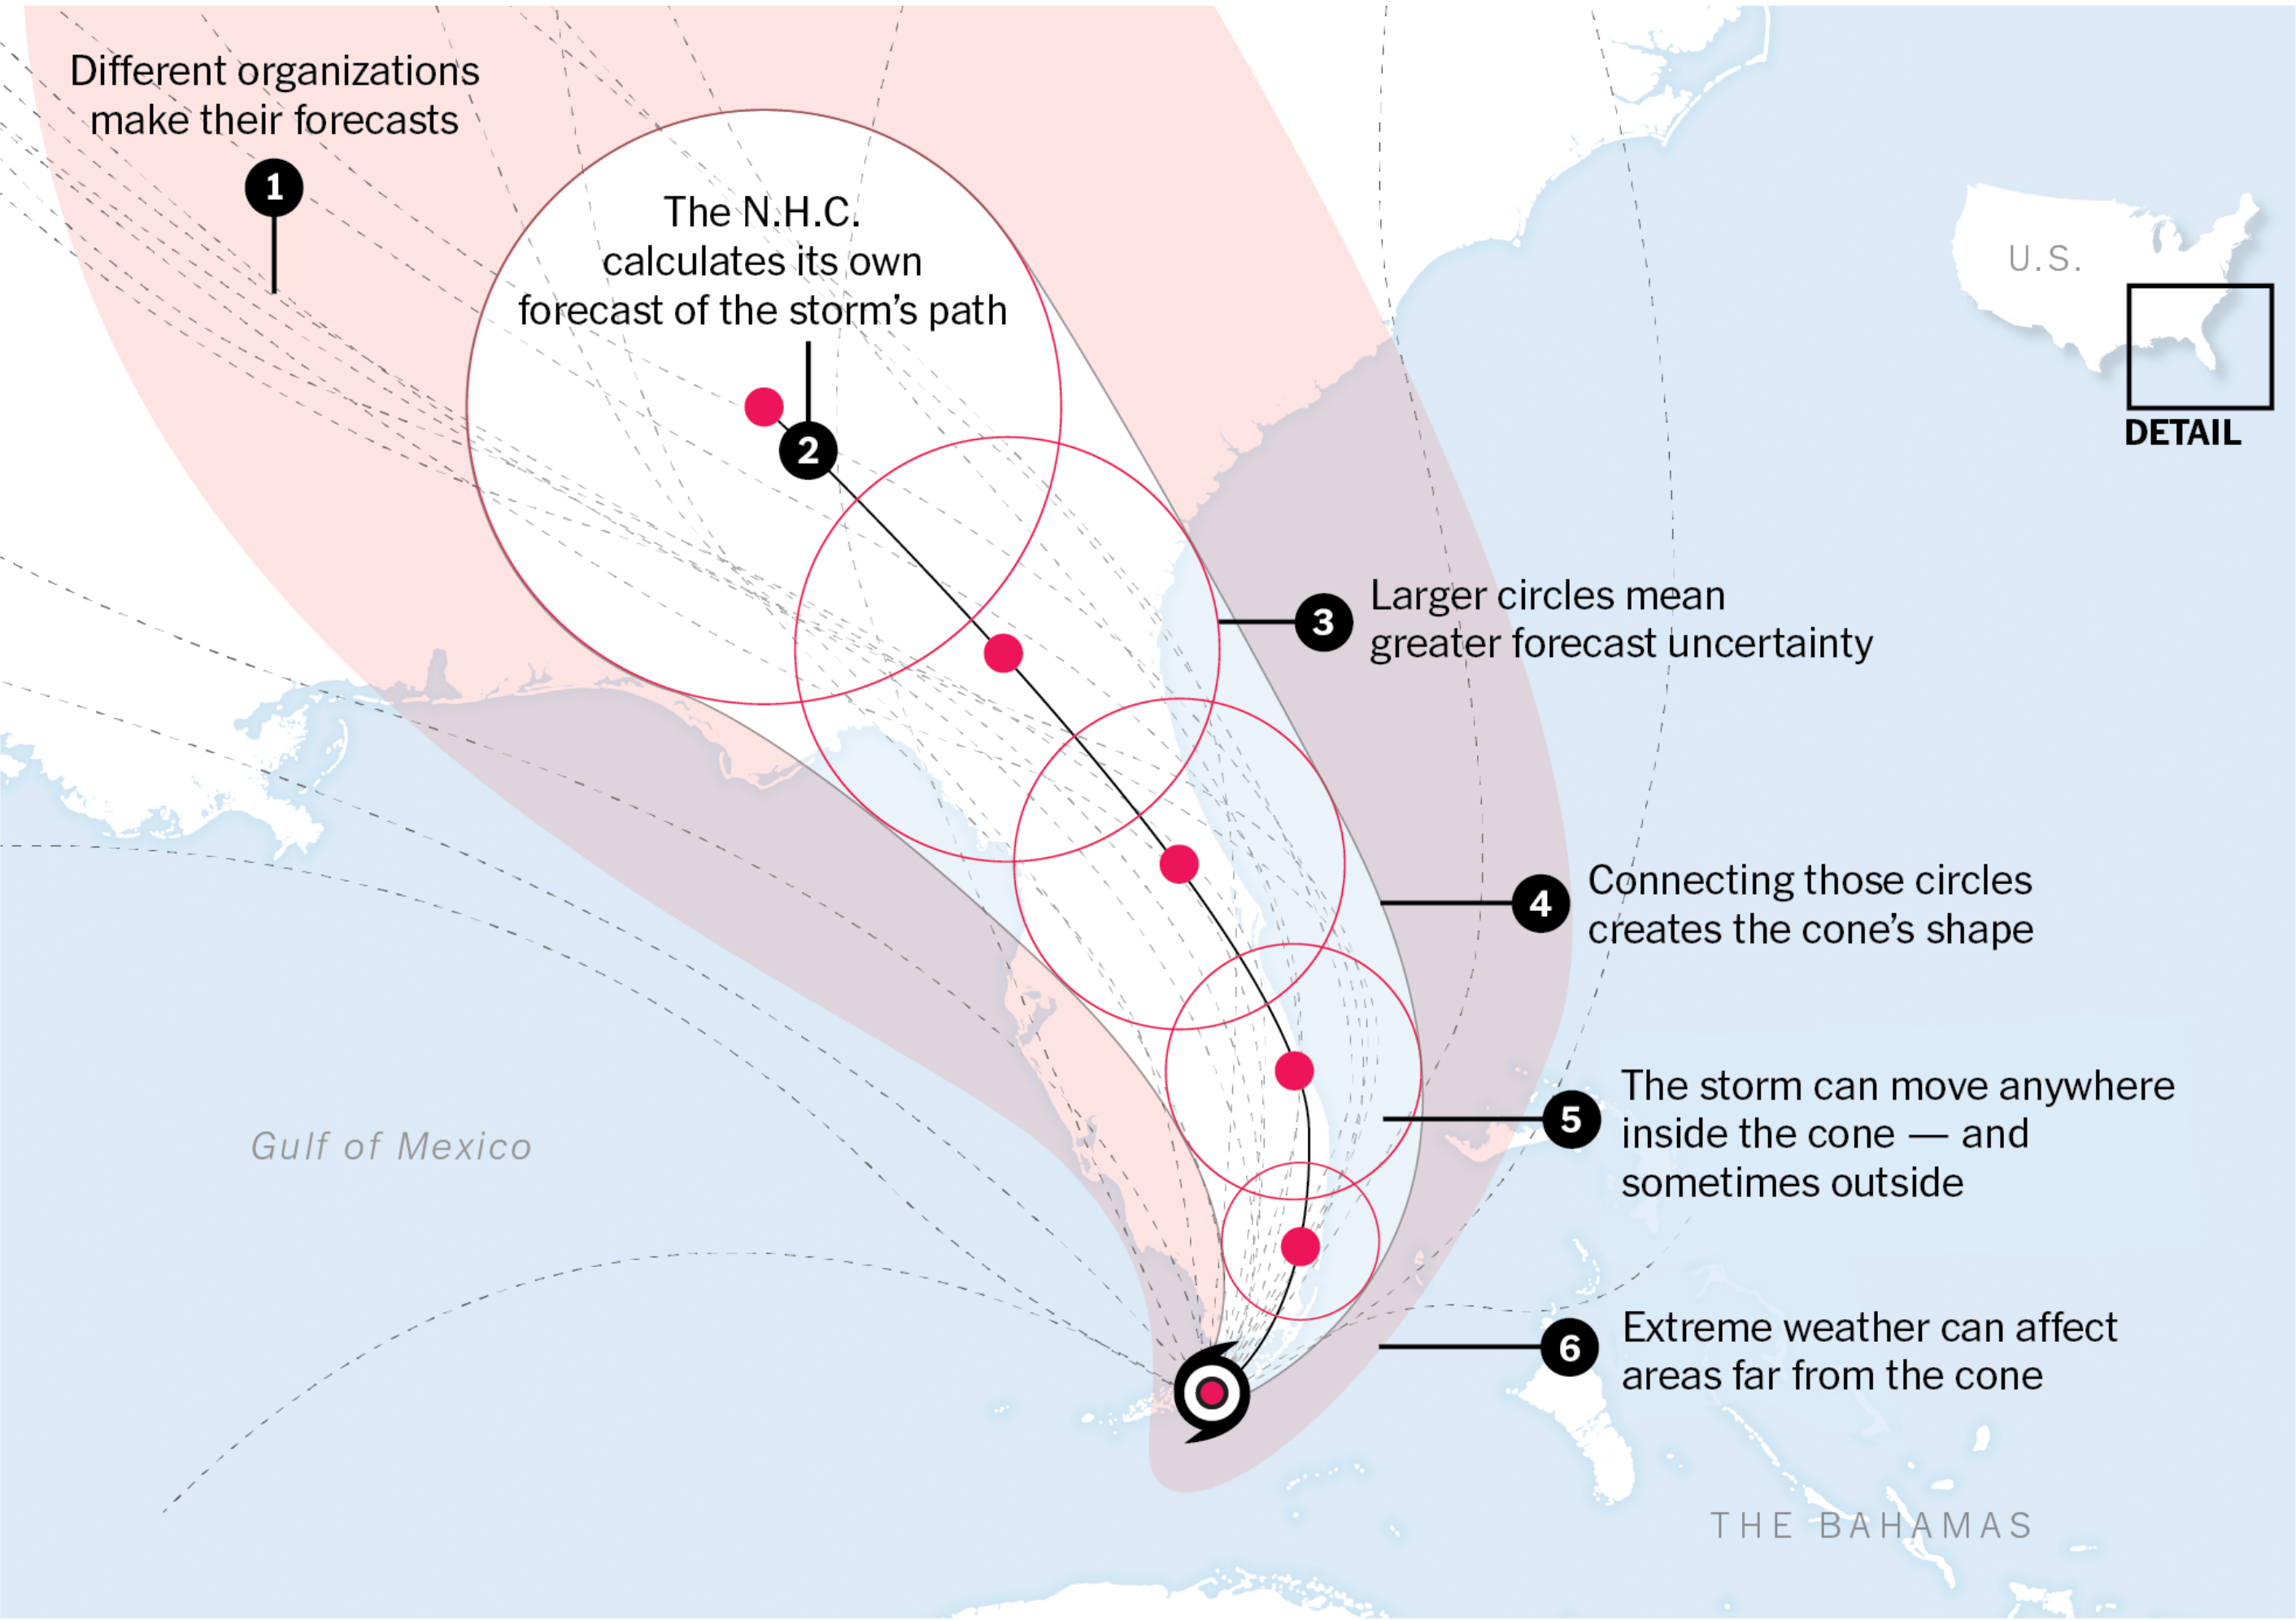 Different organizations
make their forecasts
1
The N.H.C.
calculates its own
forecast of the storm’s path
2
U.S.
DETAIL
3
Larger circles mean
greater forecast uncertainty
4
Connecting those circles
creates the cone’s shape
Gulf of Mexico
5
The storm can move anywhere
inside the cone — and
sometimes outside
6
Extreme weather can affect
areas far from the cone
THE BAHAMAS